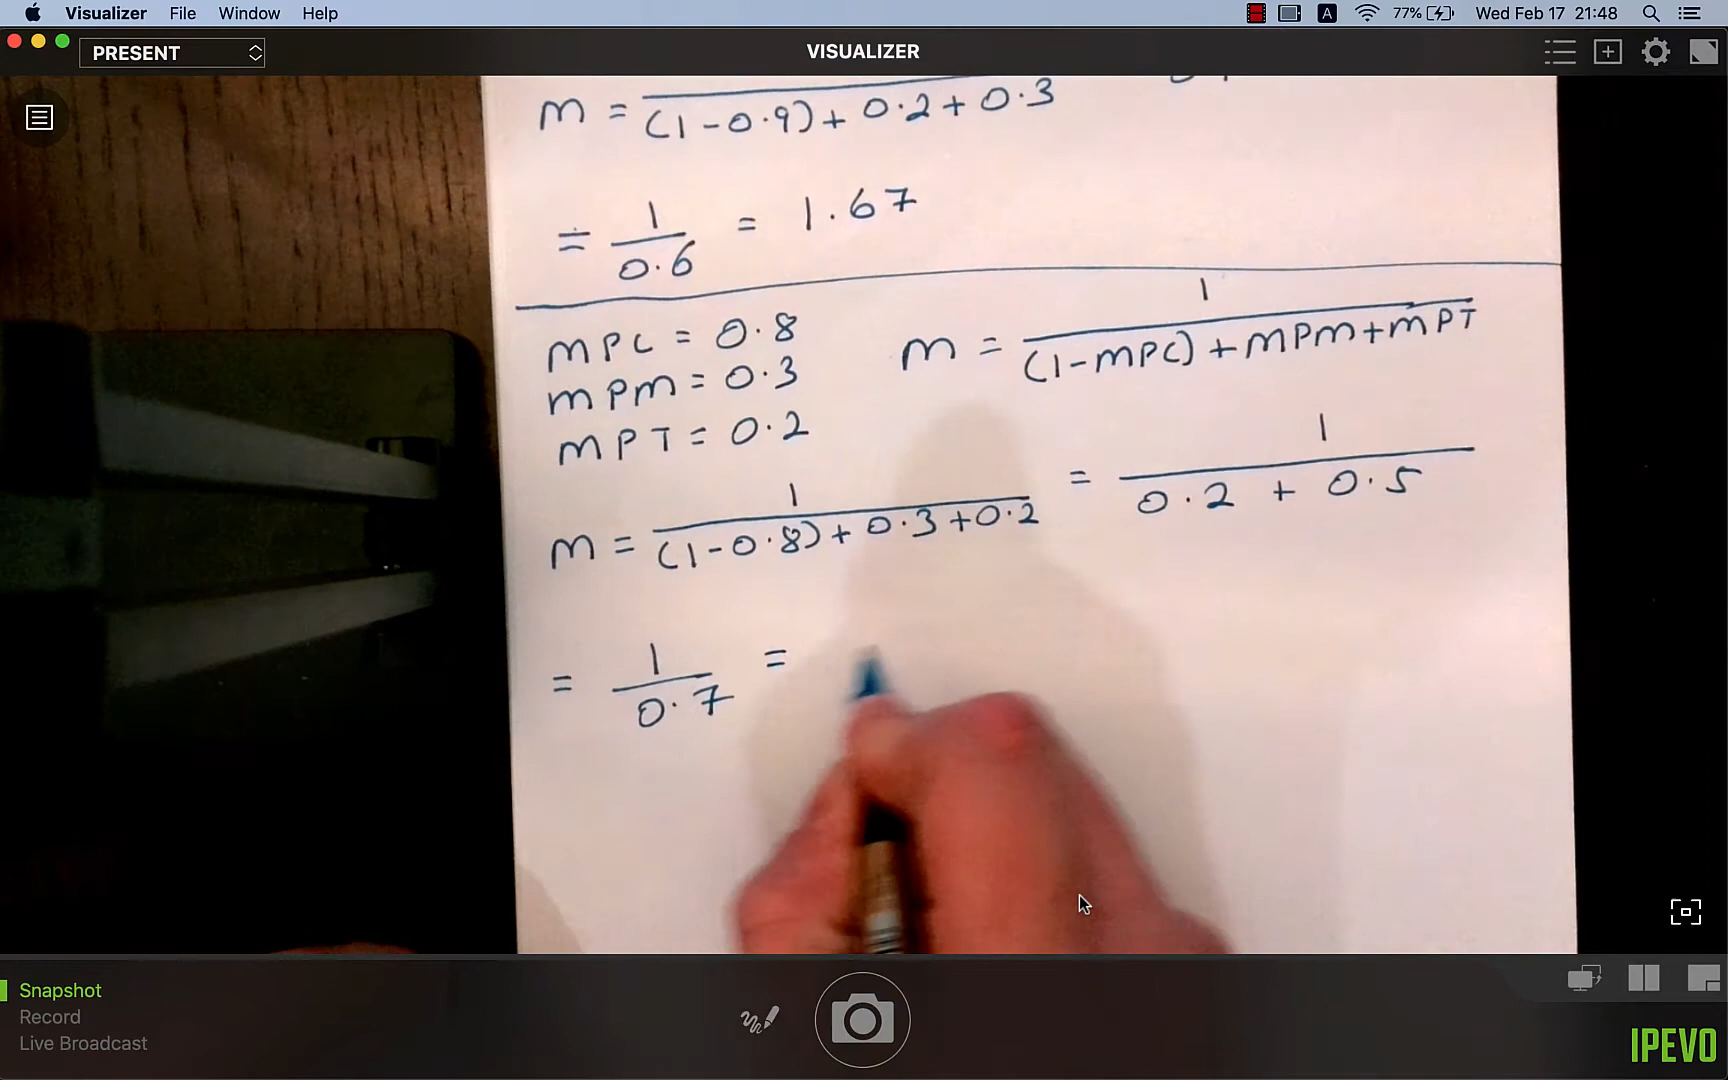 Visualizer File Window Help A 77% Wed Feb 17 21:48
PRESENT VISUALIZER
m = 1/((1-0.9) + 0.2 + 0.3)
= 1/0.6 = 1.67
MPC = 0.8
MPM = 0.3
MPT = 0.2
m = 1/((1-MPC) + MPM + MPT)
m = 1/((1-0.8) + 0.3 + 0.2) = 1/(0.2 + 0.5)
= 1/0.7 =
Snapshot
Record
Live Broadcast
IPEVO